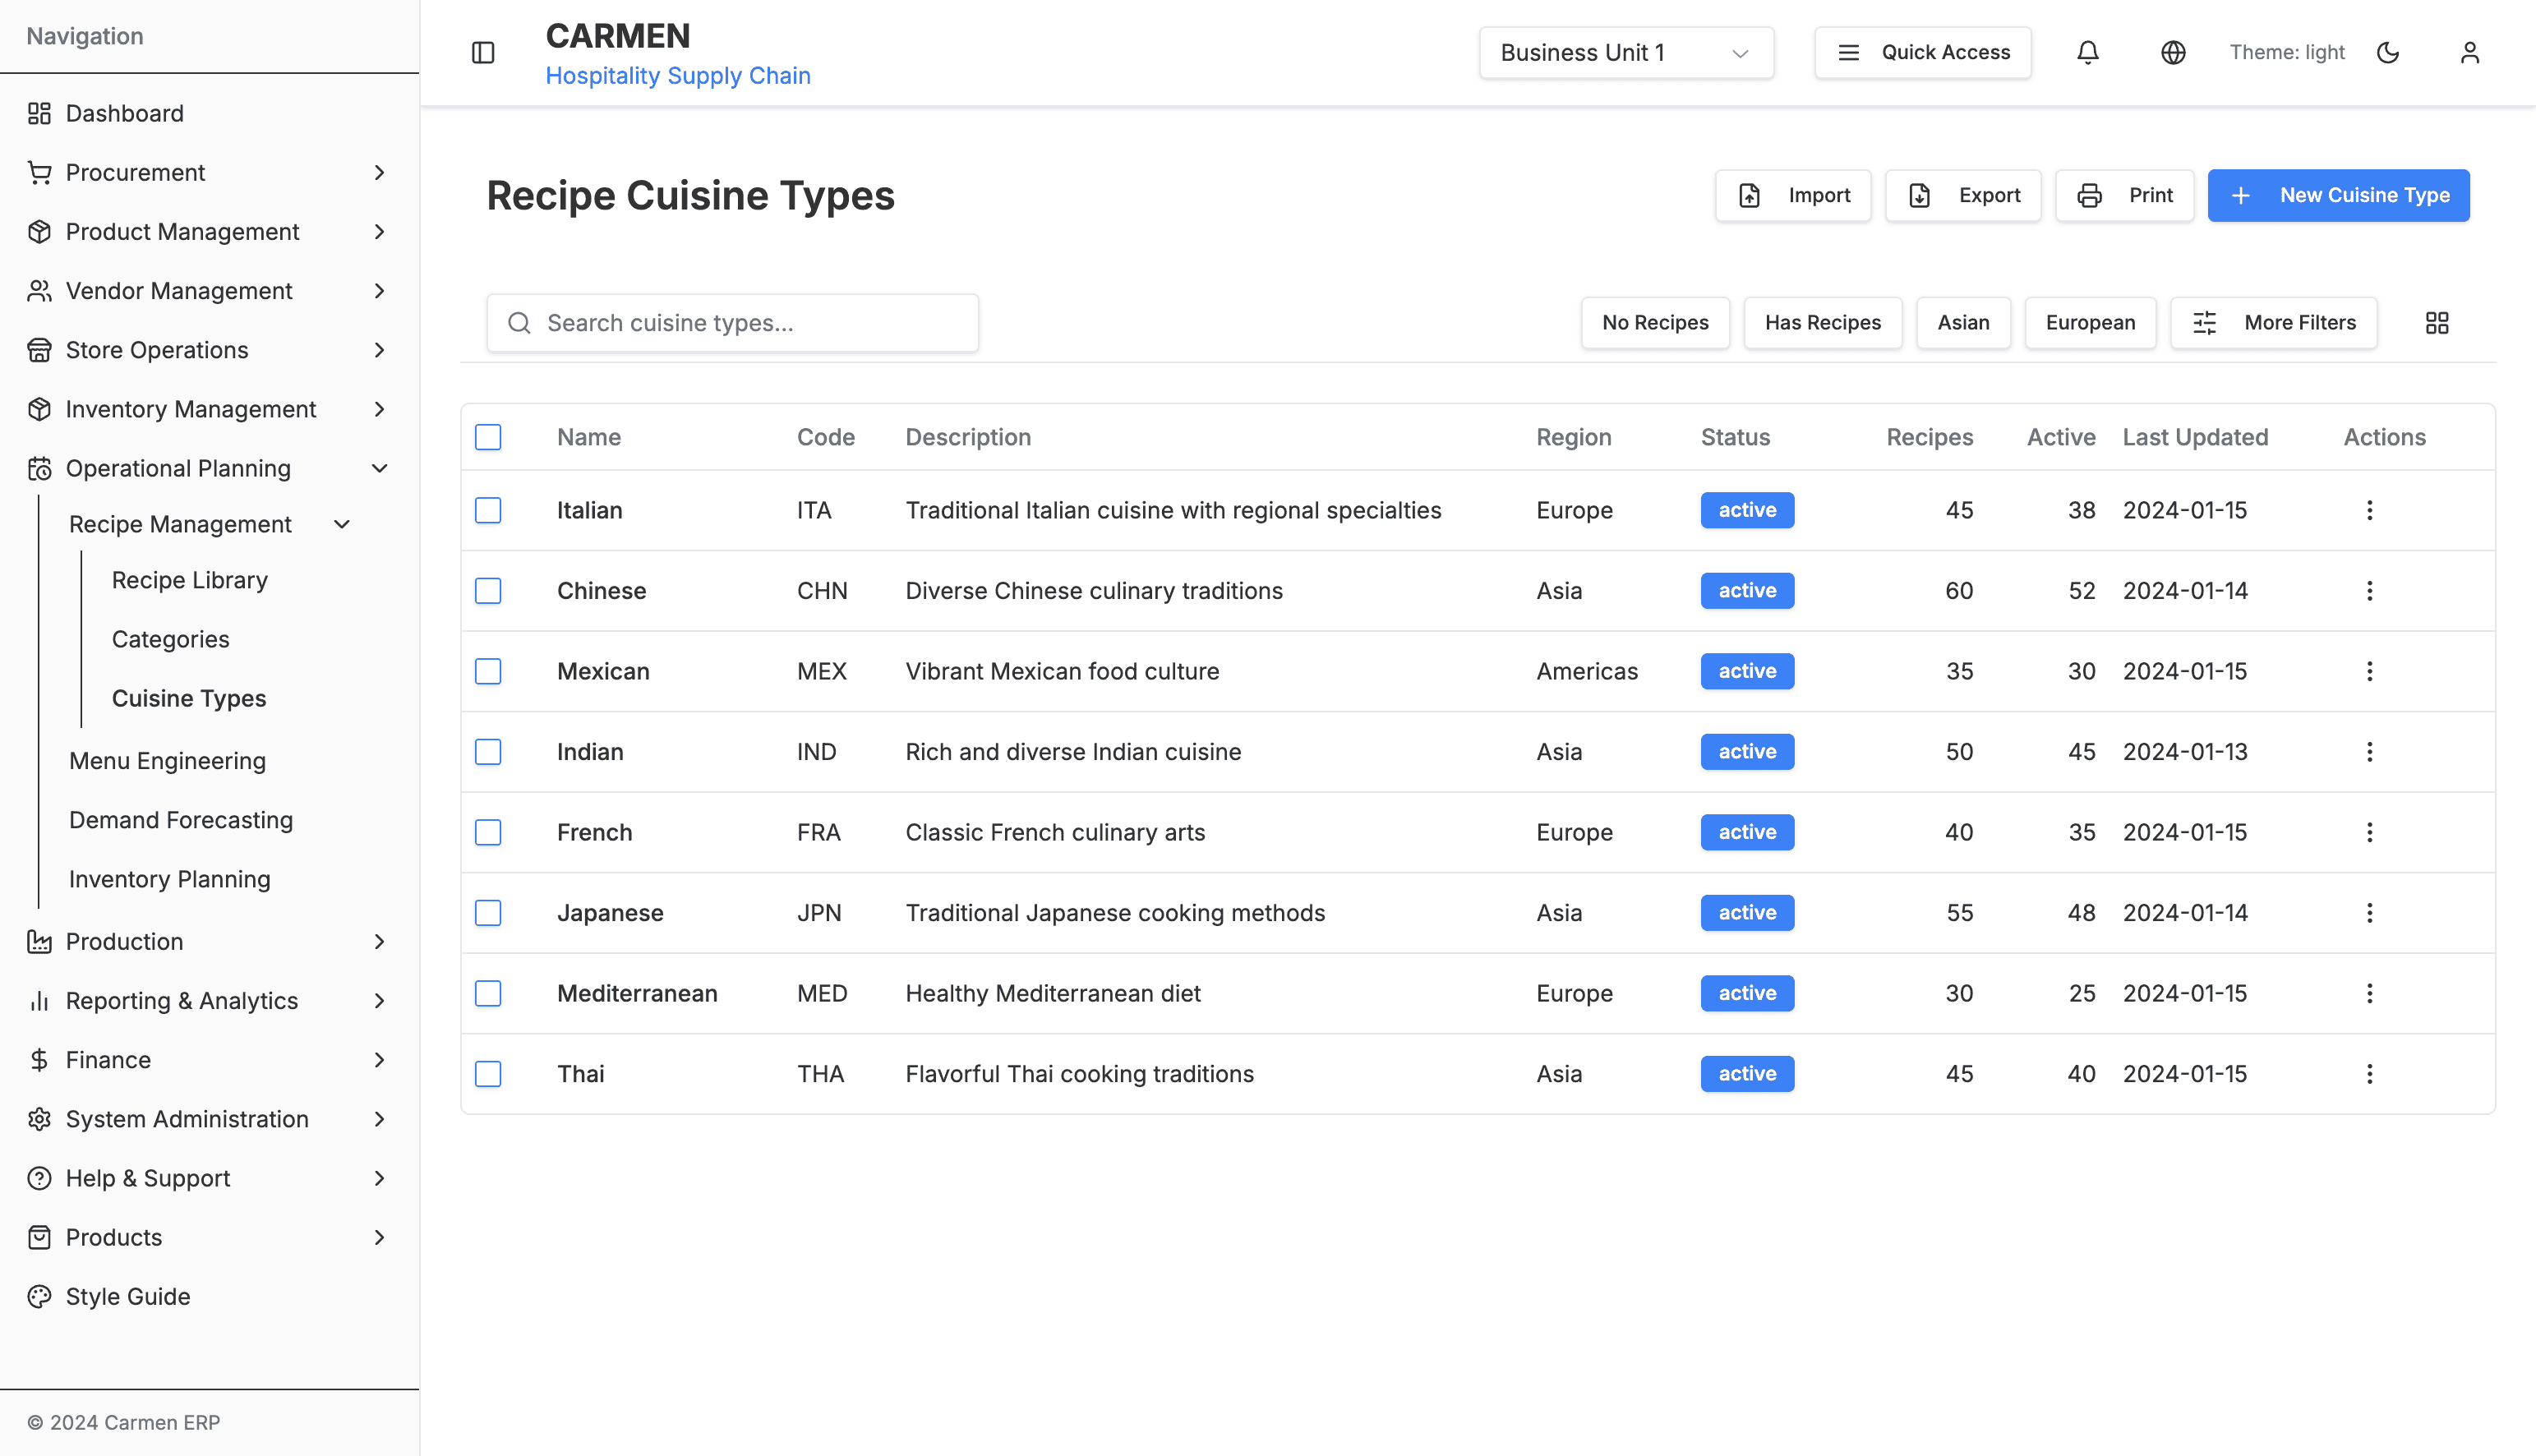 Navigation
Dashboard
Procurement
Product Management
Vendor Management
Store Operations
Inventory Management
Operational Planning
Recipe Management
Recipe Library
Categories
Cuisine Types
Menu Engineering
Demand Forecasting
Inventory Planning
Production
Reporting & Analytics
Finance
System Administration
Help & Support
Products
Style Guide
© 2024 Carmen ERP
CARMEN
Hospitality Supply Chain
Business Unit 1
Quick Access
Theme: light
Recipe Cuisine Types
Import
Export
Print
New Cuisine Type
Search cuisine types...
No Recipes
Has Recipes
Asian
European
More Filters
Name Code Description Region Status Recipes Active Last Updated Actions
Italian ITA Traditional Italian cuisine with regional specialties Europe active 45 38 2024-01-15
Chinese CHN Diverse Chinese culinary traditions Asia active 60 52 2024-01-14
Mexican MEX Vibrant Mexican food culture Americas active 35 30 2024-01-15
Indian IND Rich and diverse Indian cuisine Asia active 50 45 2024-01-13
French FRA Classic French culinary arts Europe active 40 35 2024-01-15
Japanese JPN Traditional Japanese cooking methods Asia active 55 48 2024-01-14
Mediterranean MED Healthy Mediterranean diet Europe active 30 25 2024-01-15
Thai THA Flavorful Thai cooking traditions Asia active 45 40 2024-01-15